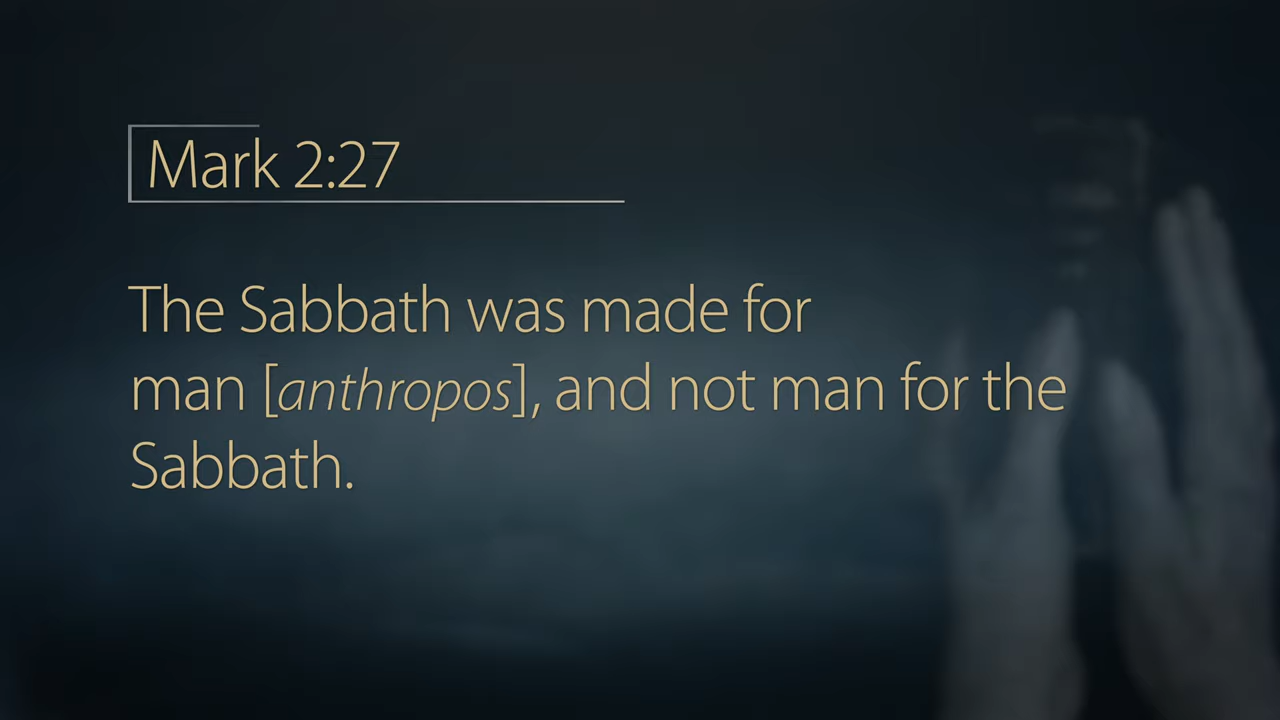 Mark 2:27
The Sabbath was made for
man [anthropos], and not man for the
Sabbath.